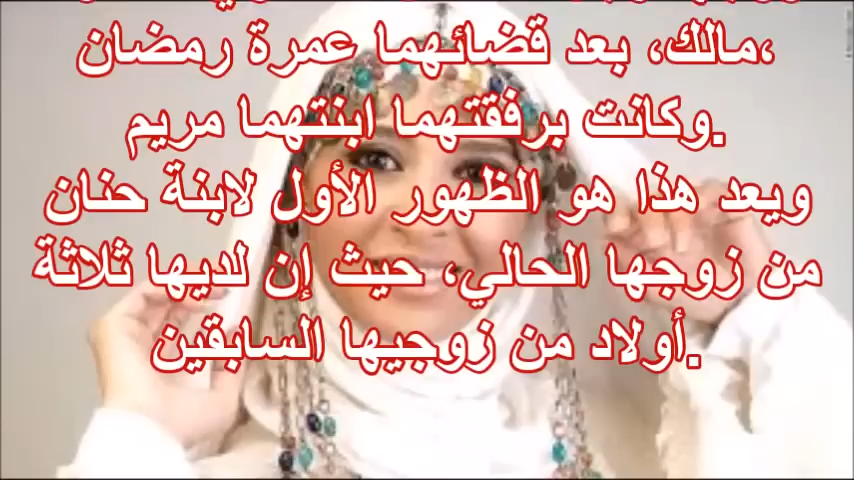 مالك، بعد قضائهما عمرة رمضان،
وكانت برفقتهما ابنتهما مريم.
ويعد هذا هو الظهور الأول لابنة حنان
من زوجها الحالي، حيث إن لديها ثلاثة
أولاد من زوجيها السابقين.